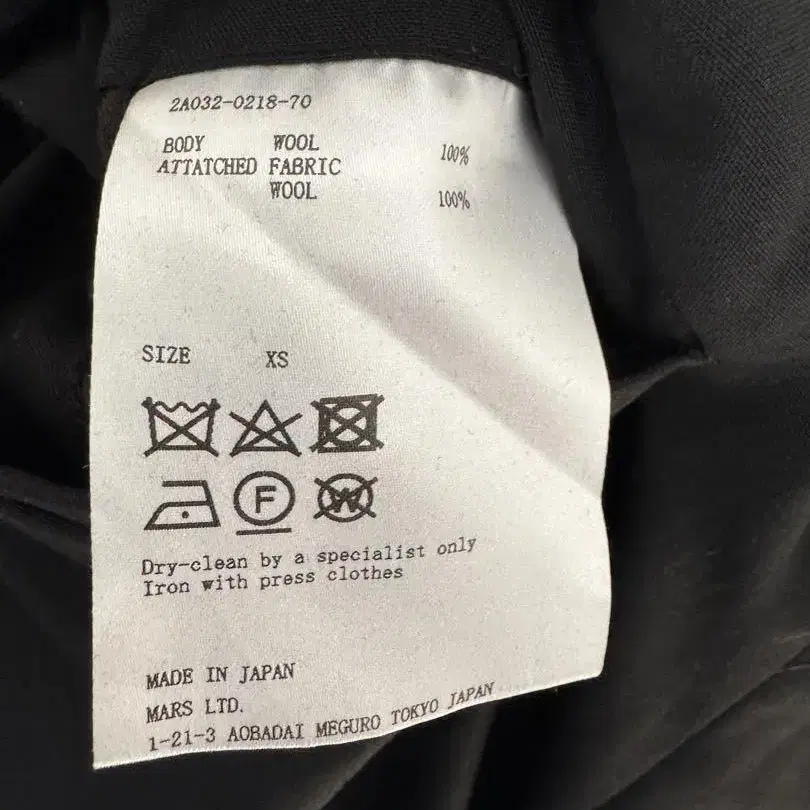 2A032-0218-70
BODY WOOL 100%
ATTATCHED FABRIC
WOOL 100%
SIZE XS
F W
Dry-clean by a specialist only
Iron with press clothes
MADE IN JAPAN
MARS LTD.
1-21-3 AOBADAI MEGURO TOKYO JAPAN